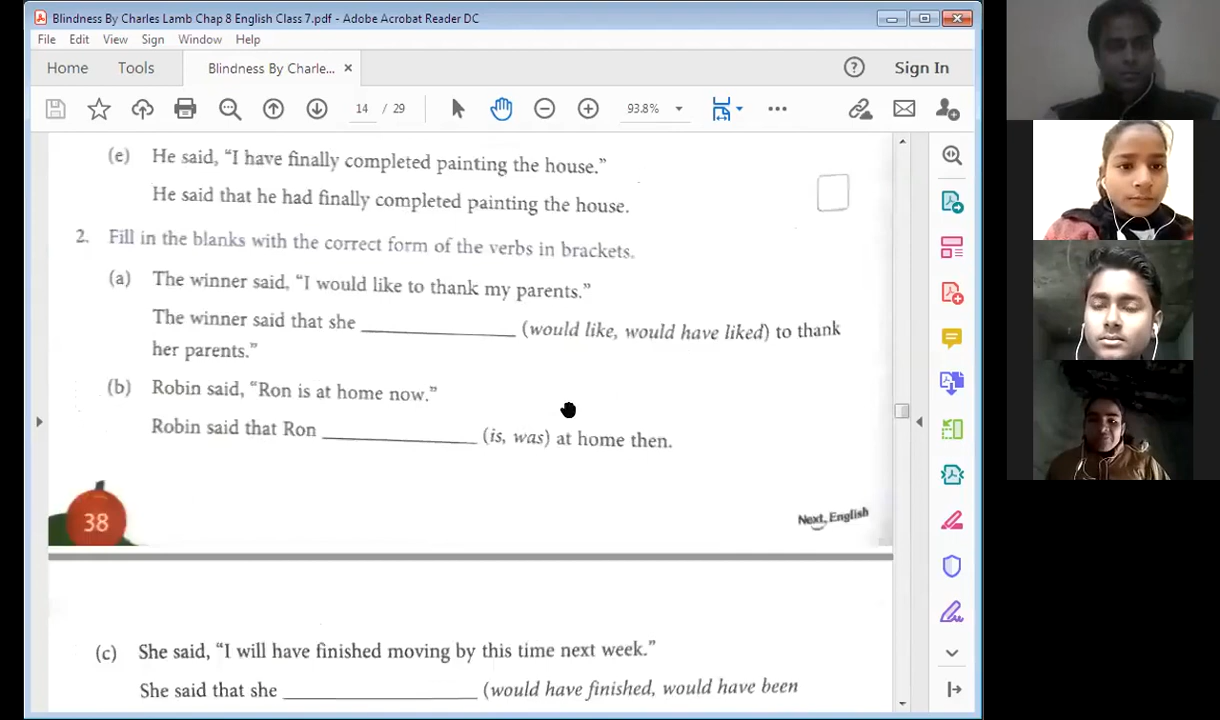 Blindness By Charles Lamb Chap 8 English Class 7.pdf - Adobe Acrobat Reader DC
File Edit View Sign Window Help
Home Tools Blindness By Charle... × Sign In
14 / 29 93.8%
(e) He said, “I have finally completed painting the house.”
He said that he had finally completed painting the house.
2. Fill in the blanks with the correct form of the verbs in brackets.
(a) The winner said, “I would like to thank my parents.”
The winner said that she ______________ (would like, would have liked) to thank
her parents.”
(b) Robin said, “Ron is at home now.”
Robin said that Ron ______________ (is, was) at home then.
38
Next, English
(c) She said, “I will have finished moving by this time next week.”
She said that she ______________ (would have finished, would have been